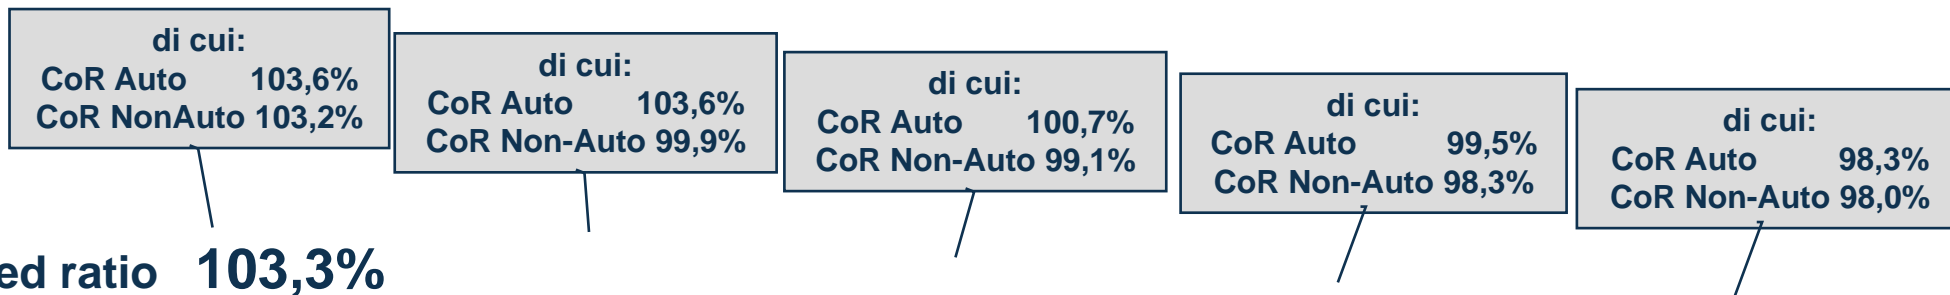 di cui:
CoR Auto 103,6%
CoR NonAuto 103,2%
di cui:
CoR Auto 103,6%
CoR Non-Auto 99,9%
di cui:
CoR Auto 100,7%
CoR Non-Auto 99,1%
di cui:
CoR Auto 99,5%
CoR Non-Auto 98,3%
di cui:
CoR Auto 98,3%
CoR Non-Auto 98,0%
ed ratio 103,3%